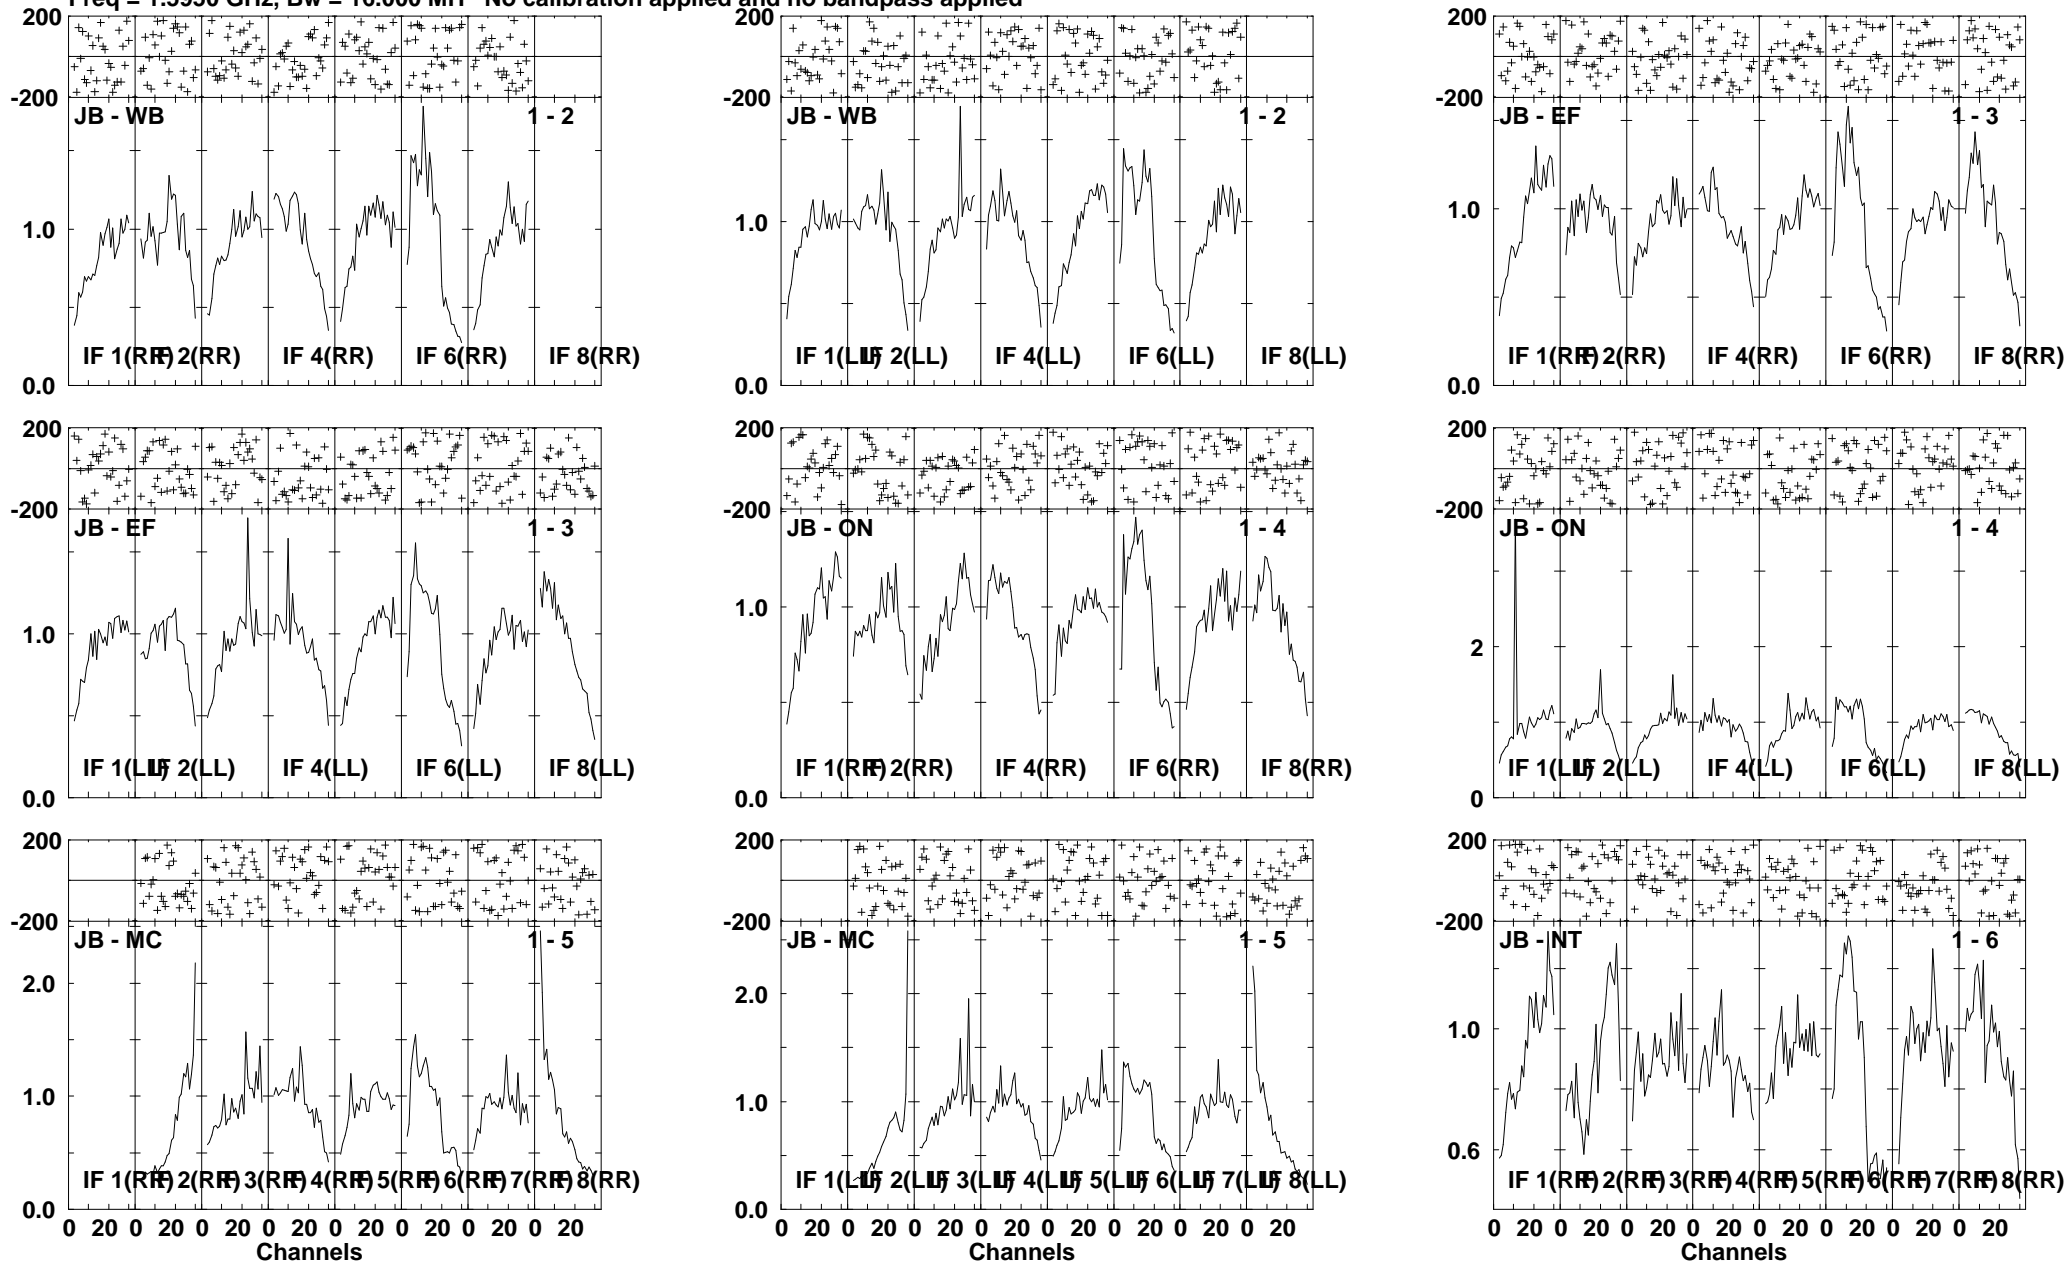 Freq = GHz, Bw = 16.000 MH No calibration applied and no bandpass applied
200
-200
JB - WB 1 - 2
1.0
IF 1(RR) IF 2(RR) IF 4(RR) IF 6(RR) IF 8(RR)
0.0
JB - WB 1 - 2
200
-200
1.0
IF 1(LL) IF 2(LL) IF 4(LL) IF 6(LL) IF 8(LL)
0.0
200
-200
JB - EF 1 - 3
1.0
IF 1(RR) IF 2(RR) IF 4(RR) IF 6(RR) IF 8(RR)
0.0
200
-200
JB - EF 1 - 3
1.0
IF 1(LL) IF 2(LL) IF 4(LL) IF 6(LL) IF 8(LL)
0.0
200
-200
JB - ON 1 - 4
1.0
IF 1(RR) IF 2(RR) IF 4(RR) IF 6(RR) IF 8(RR)
0.0
200
-200
JB - ON 1 - 4
2
IF 1(LL) IF 2(LL) IF 4(LL) IF 6(LL) IF 8(LL)
0
200
-200
JB - MC 1 - 5
2.0
1.0
IF 1(RR) IF 2(RR) IF 3(RR) IF 4(RR) IF 5(RR) IF 6(RR) IF 7(RR) IF 8(RR)
0.0
0 20 0 20 0 20 0 20 0 20 0 20 0 20 0 20
Channels
200
-200
JB - MC 1 - 5
2.0
1.0
IF 1(LL) IF 2(LL) IF 3(LL) IF 4(LL) IF 5(LL) IF 6(LL) IF 7(LL) IF 8(LL)
0.0
0 20 0 20 0 20 0 20 0 20 0 20 0 20 0 20
Channels
200
-200
JB - NT 1 - 6
1.0
0.6
IF 1(RR) IF 2(RR) IF 3(RR) IF 4(RR) IF 5(RR) IF 6(RR) IF 7(RR) IF 8(RR)
0 20 0 20 0 20 0 20 0 20 0 20 0 20 0 20
Channels